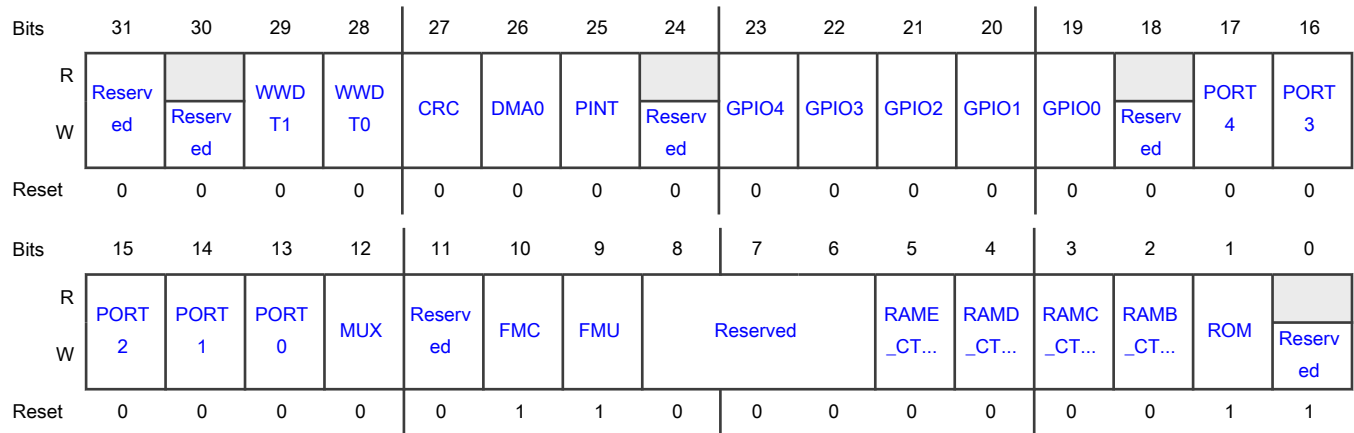 Bits 31 30 29 28 27 26 25 24 23 22 21 20 19 18 17 16
R
W
Reserv
ed
Reserv
ed
WWD
T1
WWD
T0
CRC
DMA0
PINT
Reserv
ed
GPIO4
GPIO3
GPIO2
GPIO1
GPIO0
Reserv
ed
PORT
4
PORT
3
Reset 0 0 0 0 0 0 0 0 0 0 0 0 0 0 0 0
Bits 15 14 13 12 11 10 9 8 7 6 5 4 3 2 1 0
R
W
PORT
2
PORT
1
PORT
0
MUX
Reserv
ed
FMC
FMU
Reserved
RAME
_CT...
RAMD
_CT...
RAMC
_CT...
RAMB
_CT...
ROM
Reserv
ed
Reset 0 0 0 0 0 1 1 0 0 0 0 0 0 0 1 1